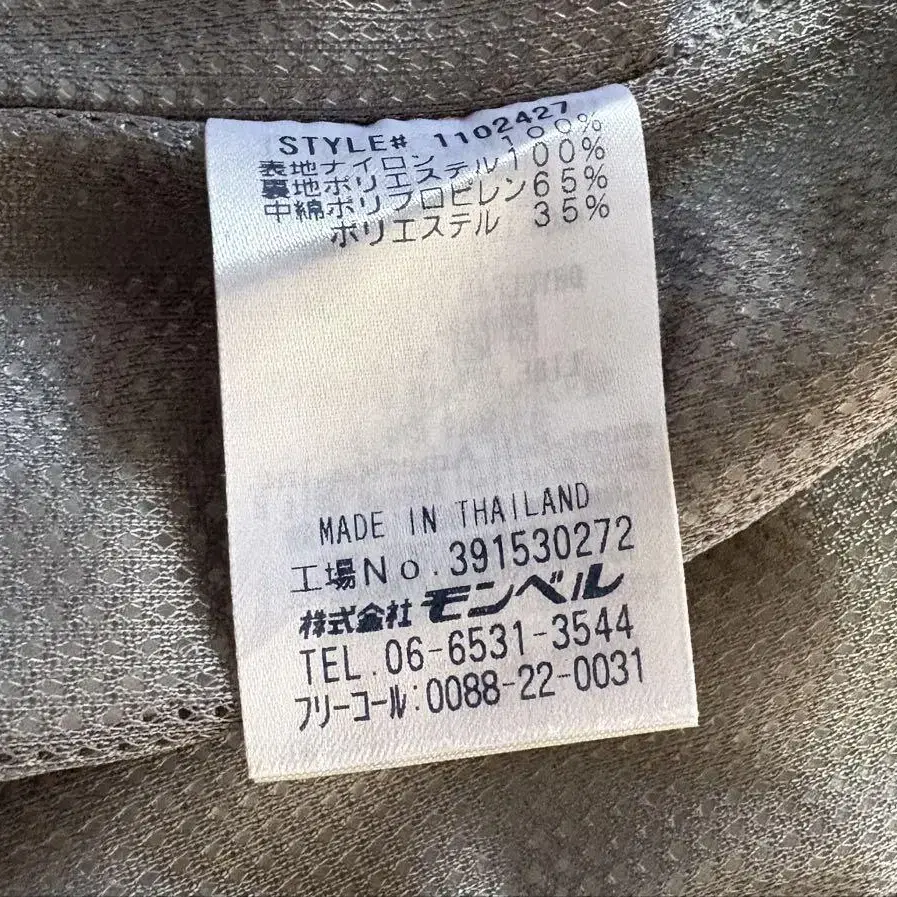 STYLE# 1102427
表地ナイロン 100%
裏地ポリエステル100%
中綿ポリプロピレン65%
ポリエステル 35%
MADE IN THAILAND
工場No.391530272
株式会社 モンベル
TEL.06-6531-3544
フリーコール:0088-22-0031